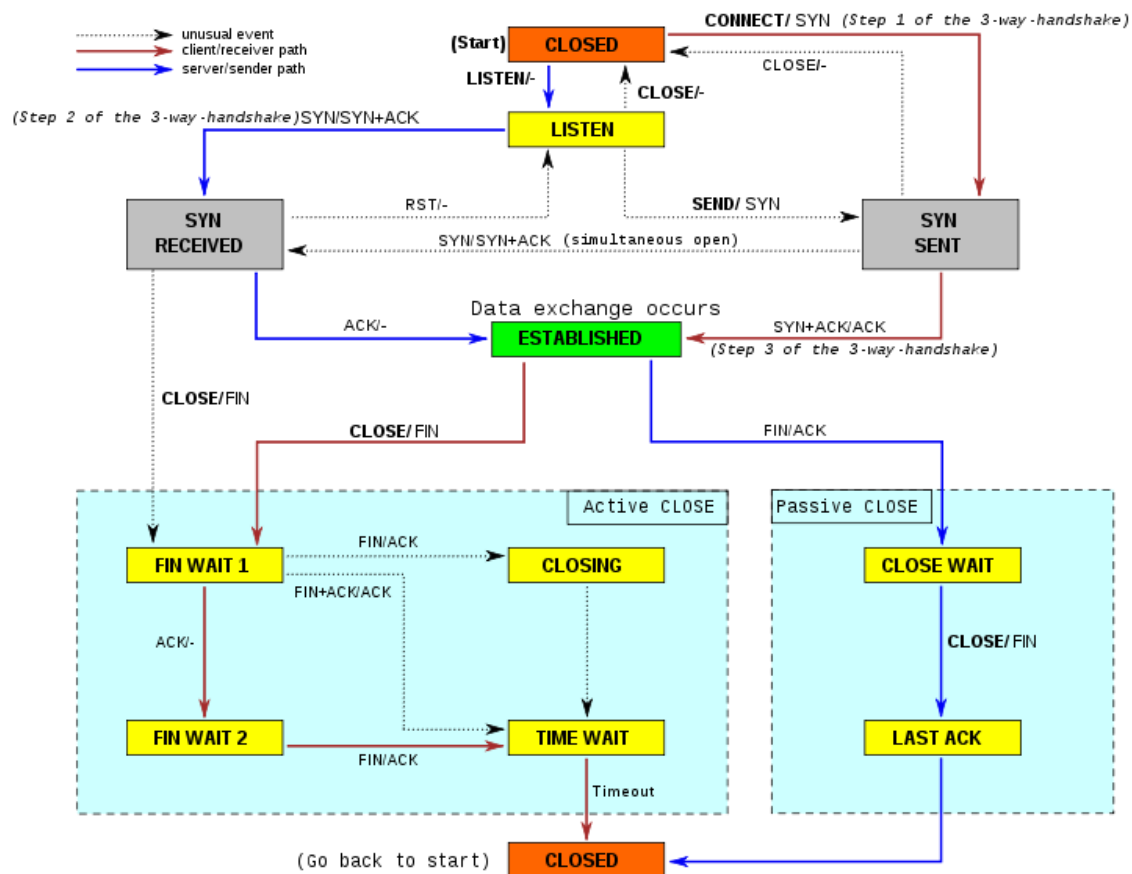 unusual event
client/receiver path
server/sender path
CONNECT/ SYN (Step 1 of the 3-way-handshake)
(Start)
CLOSED
CLOSE/-
LISTEN/-
CLOSE/-
(Step 2 of the 3-way-handshake)SYN/SYN+ACK
LISTEN
RST/-
SEND/ SYN
SYN
RECEIVED
SYN
SENT
SYN/SYN+ACK (simultaneous open)
Data exchange occurs
ACK/-
ESTABLISHED
SYN+ACK/ACK
(Step 3 of the 3-way-handshake)
CLOSE/FIN
CLOSE/ FIN
FIN/ACK
Active CLOSE
Passive CLOSE
FIN WAIT 1
FIN/ACK
CLOSING
CLOSE WAIT
FIN+ACK/ACK
ACK/-
CLOSE/ FIN
FIN WAIT 2
TIME WAIT
LAST ACK
FIN/ACK
Timeout
(Go back to start)
CLOSED